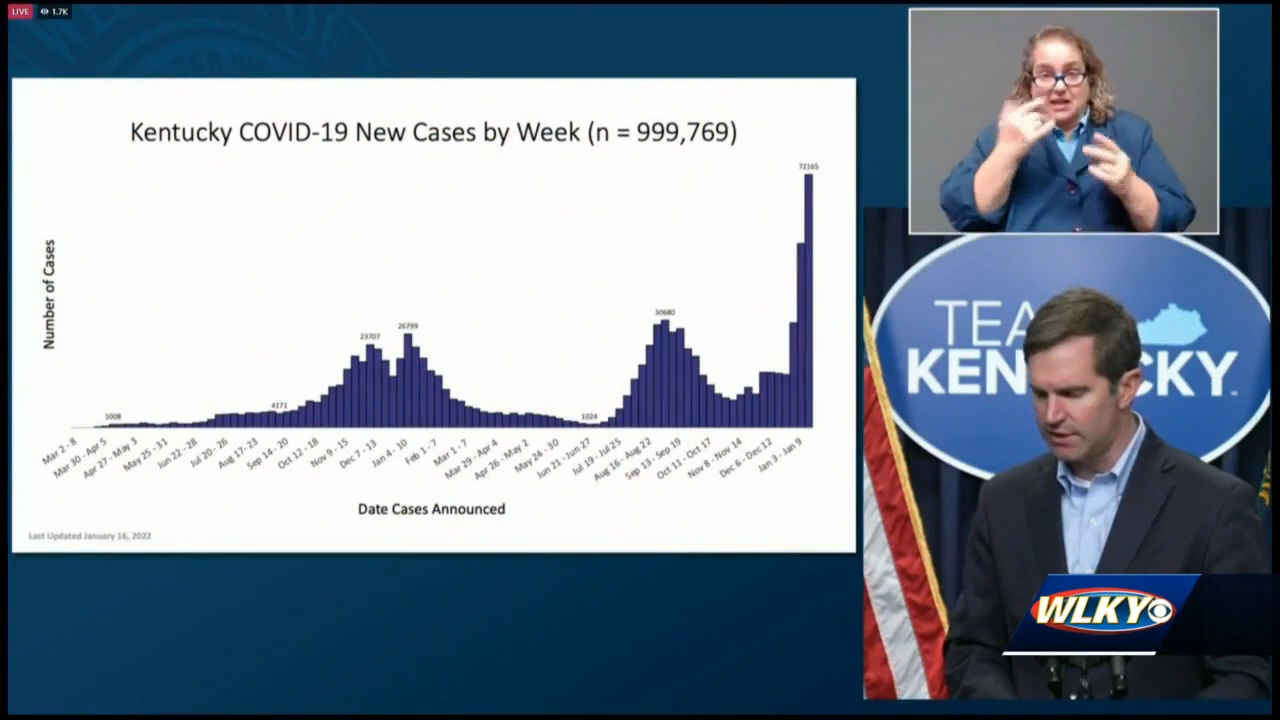 LIVE 1.7K
Kentucky COVID-19 New Cases by Week (n = 999,769)
72165
30680
26799
23707
4171
1008
1024
Number of Cases
Mar 2 - 8
Mar 30 - Apr 5
Apr 27 - May 3
May 25 - 31
Jun 22 - 28
Jul 20 - 26
Aug 17 - 23
Sep 14 - 20
Oct 12 - 18
Nov 9 - 15
Dec 7 - 13
Jan 4 - 10
Feb 1 - 7
Mar 1 - 7
Mar 29 - Apr 4
Apr 26 - May 2
May 24 - 30
Jun 21 - Jun 27
Jul 19 - Jul 25
Aug 16 - Aug 22
Sep 13 - Sep 19
Oct 11 - Oct 17
Nov 8 - Nov 14
Dec 6 - Dec 12
Jan 3 - Jan 9
Date Cases Announced
Last Updated January 16, 2022
TEA
KEN CKY™
WLKY